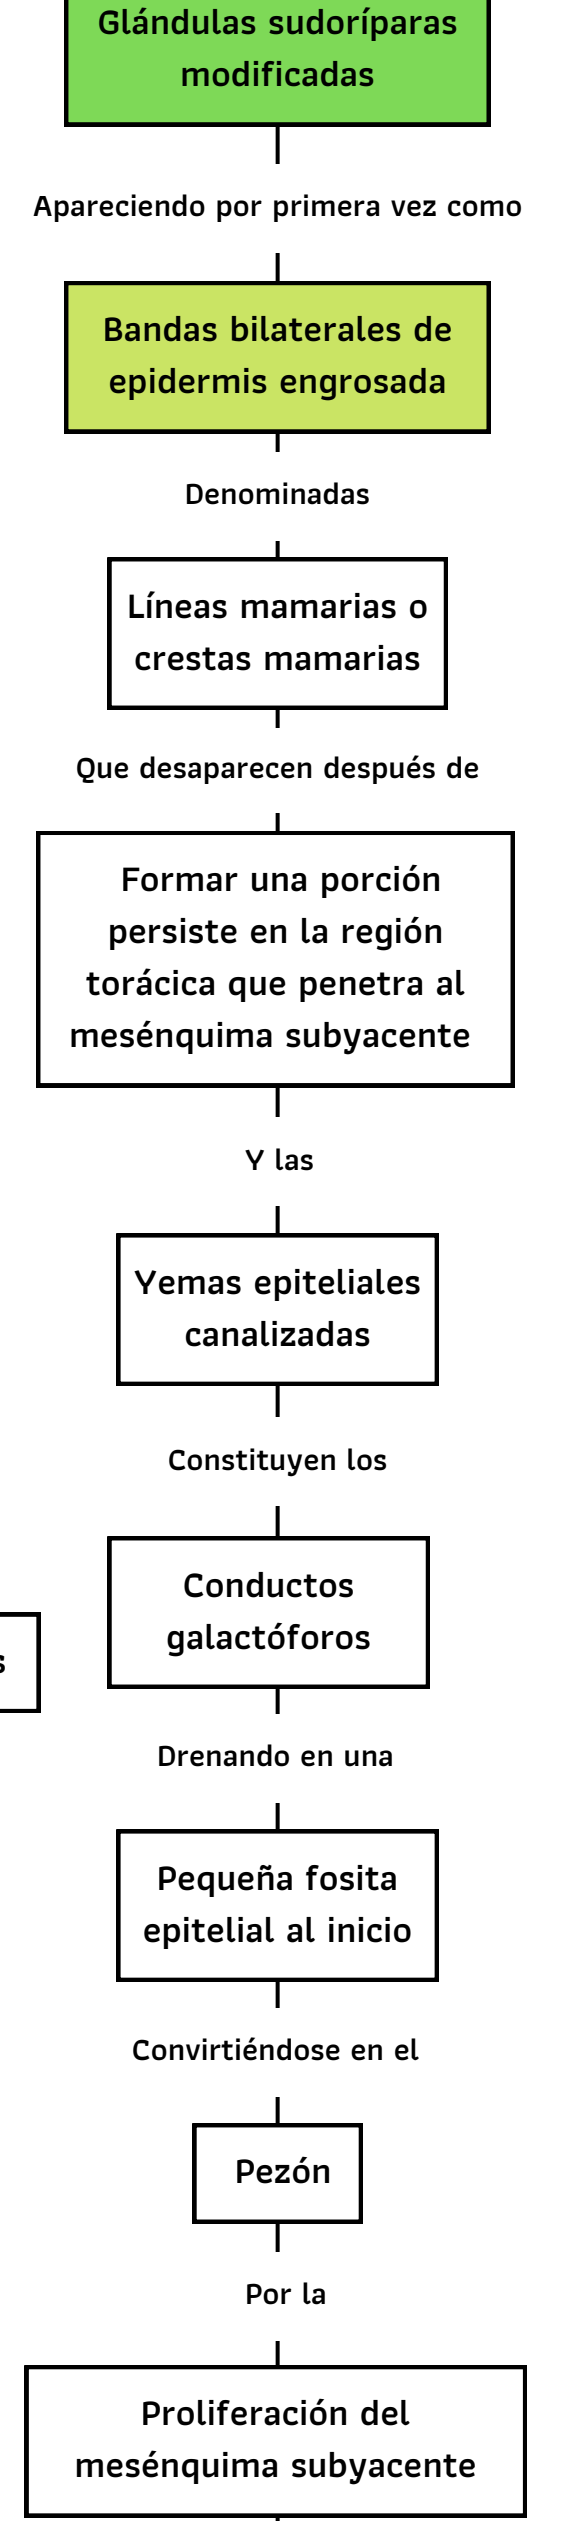 Glándulas sudoríparas
modificadas
Apareciendo por primera vez como
Bandas bilaterales de
epidermis engrosada
Denominadas
Líneas mamarias o
crestas mamarias
Que desaparecen después de
Formar una porción
persiste en la región
torácica que penetra al
mesénquima subyacente
Y las
Yemas epiteliales
canalizadas
Constituyen los
Conductos
galactóforos
s
Drenando en una
Pequeña fosita
epitelial al inicio
Convirtiéndose en el
Pezón
Por la
Proliferación del
mesénquima subyacente